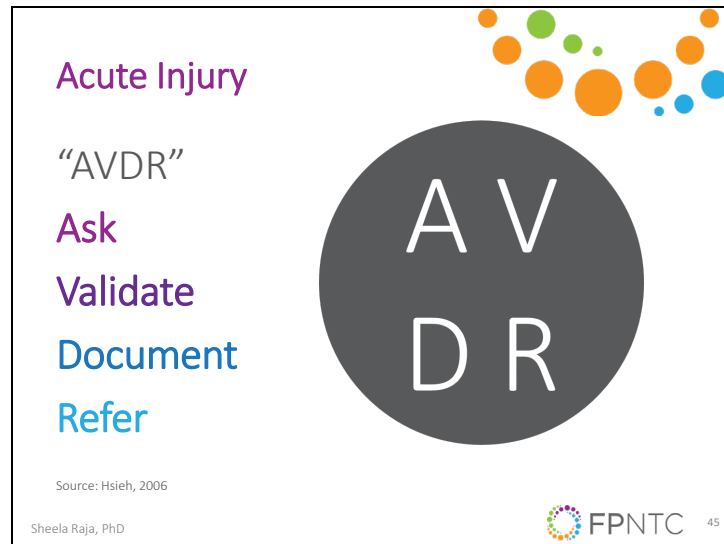 Acute Injury
“AVDR”
Ask
Validate
Document
Refer
A V
D R
Source: Hsieh, 2006
Sheela Raja, PhD
FPNTC
45